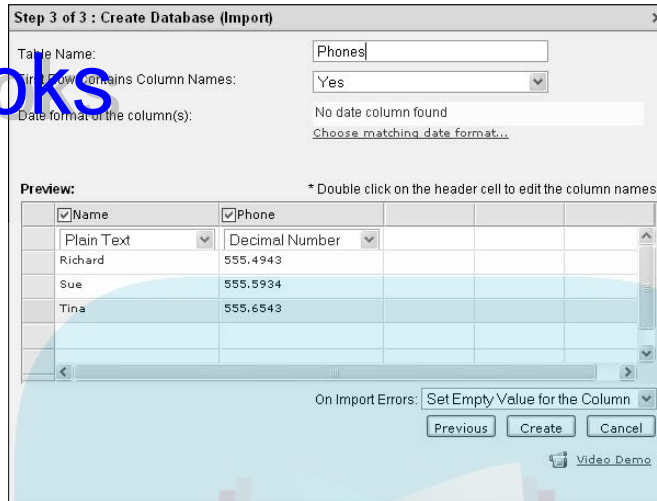 Step 3 of 3 : Create Database (Import)
Table Name: Phones
First Row Contains Column Names: Yes
oks
Date format of the column(s): No date column found
Choose matching date format...
Preview: * Double click on the header cell to edit the column names
Name Phone
Plain Text Decimal Number
Richard 555.4943
Sue 555.5934
Tina 555.6543
On Import Errors: Set Empty Value for the Column
Previous Create Cancel
Video Demo